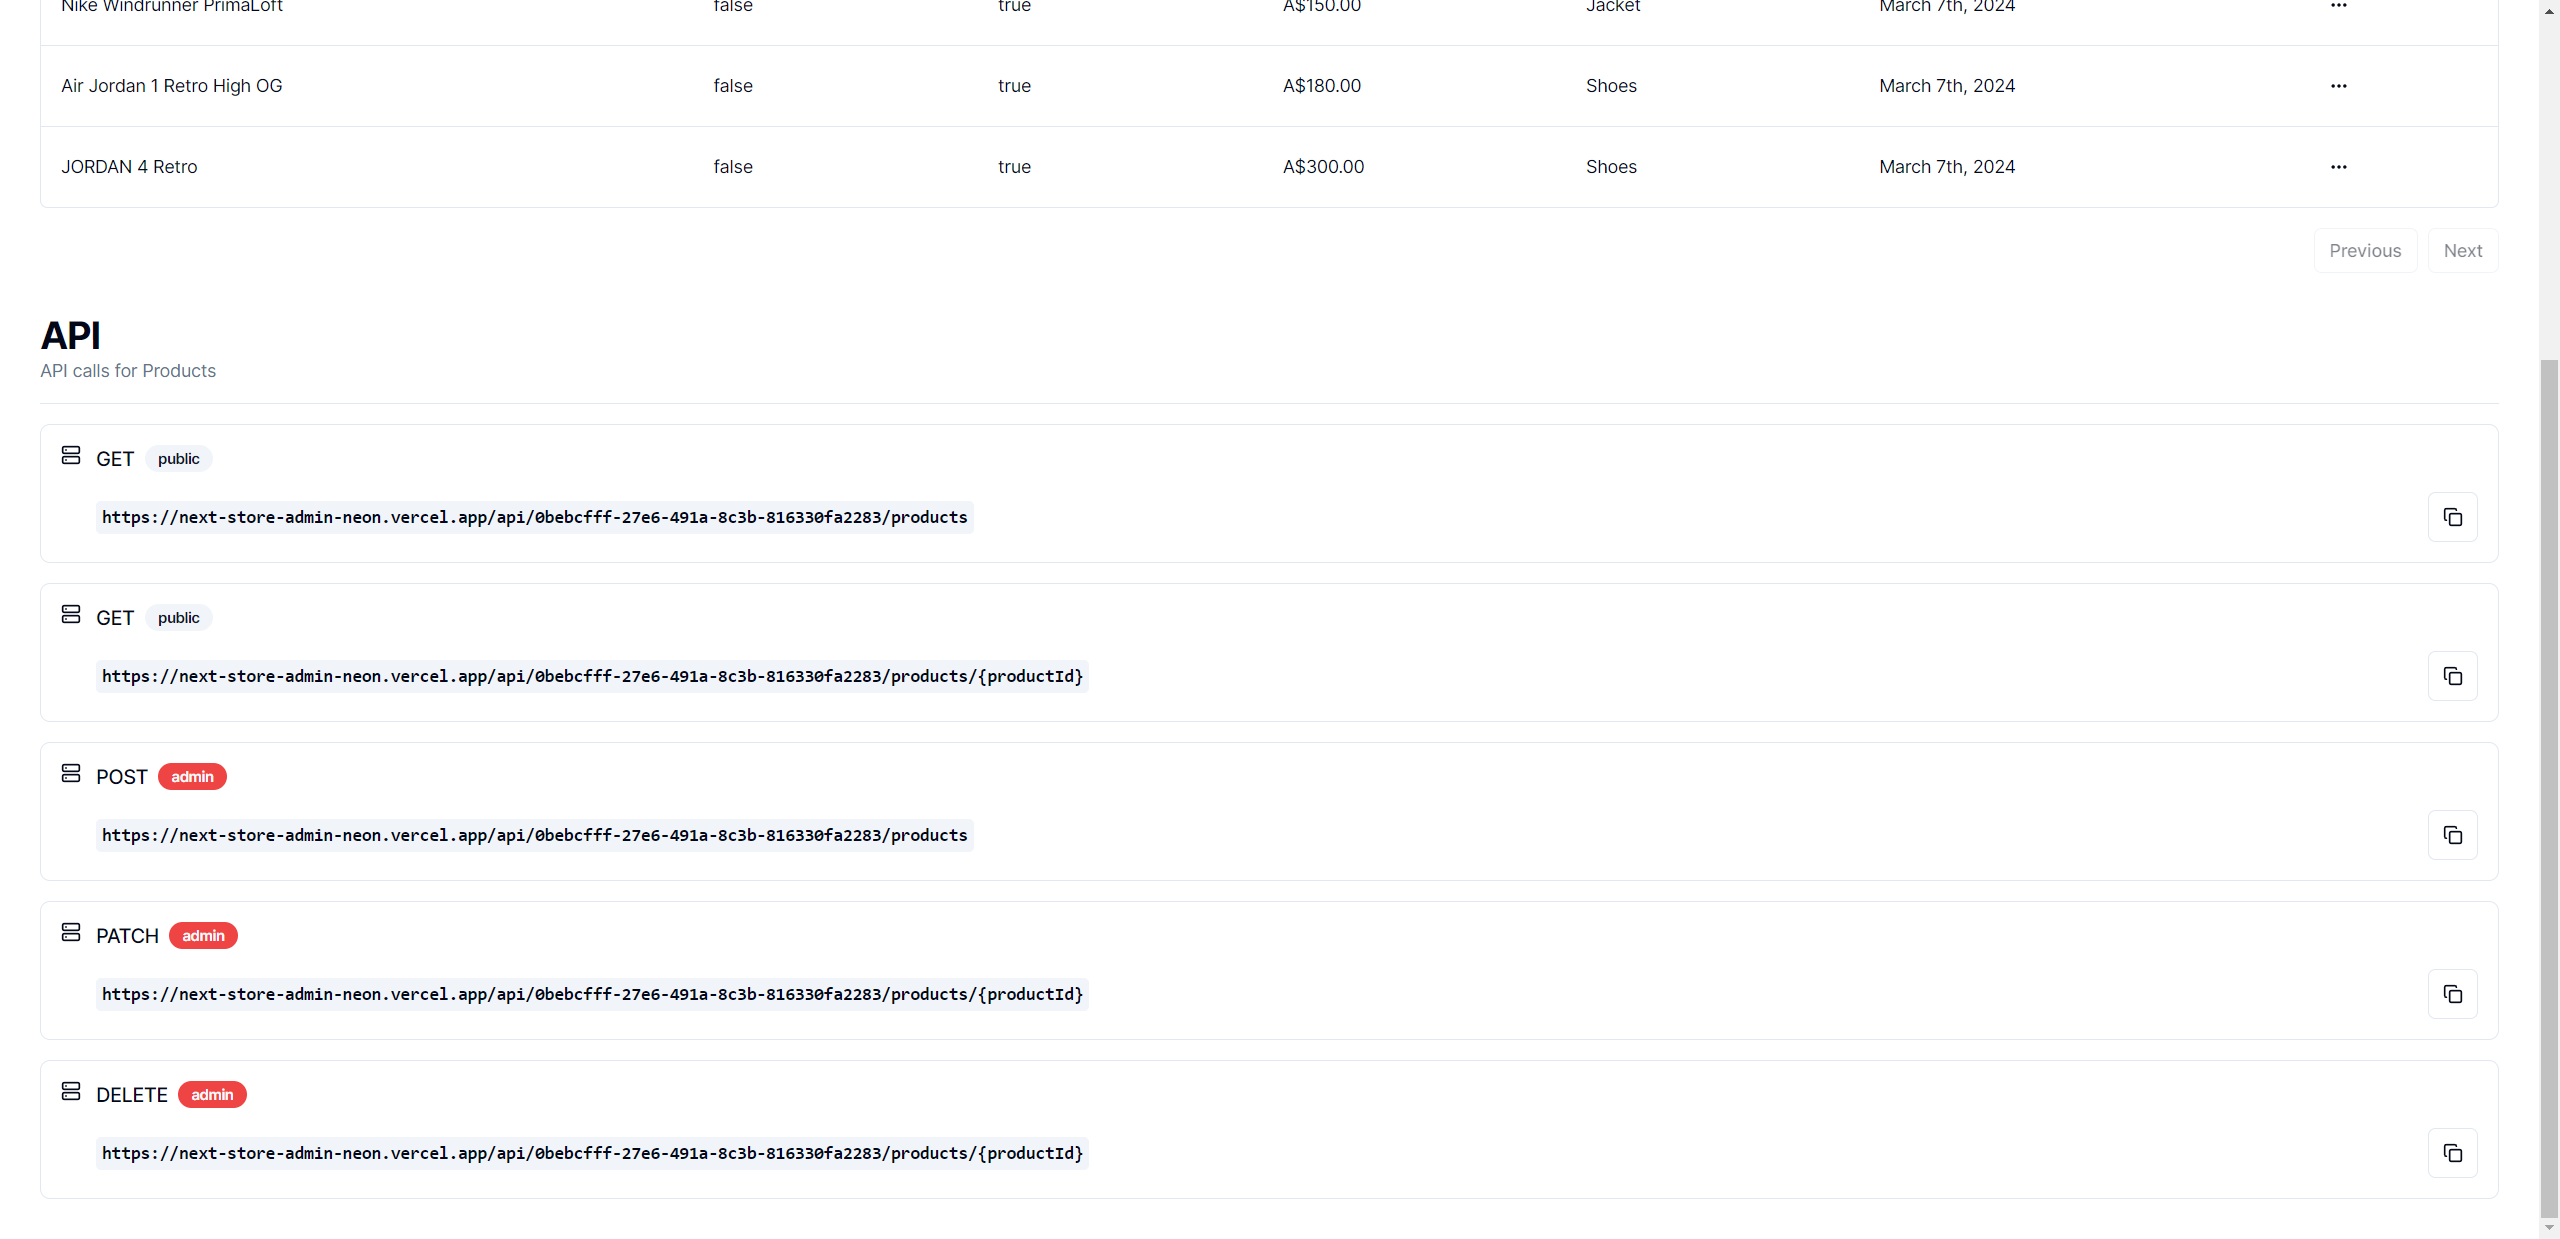 Nike Windrunner PrimaLoft false true A$150.00 Jacket March 7th, 2024
Air Jordan 1 Retro High OG false true A$180.00 Shoes March 7th, 2024
JORDAN 4 Retro false true A$300.00 Shoes March 7th, 2024
Previous Next
API
API calls for Products
GET public
https://next-store-admin-neon.vercel.app/api/0bebcfff-27e6-491a-8c3b-816330fa2283/products
GET public
https://next-store-admin-neon.vercel.app/api/0bebcfff-27e6-491a-8c3b-816330fa2283/products/{productId}
POST admin
https://next-store-admin-neon.vercel.app/api/0bebcfff-27e6-491a-8c3b-816330fa2283/products
PATCH admin
https://next-store-admin-neon.vercel.app/api/0bebcfff-27e6-491a-8c3b-816330fa2283/products/{productId}
DELETE admin
https://next-store-admin-neon.vercel.app/api/0bebcfff-27e6-491a-8c3b-816330fa2283/products/{productId}